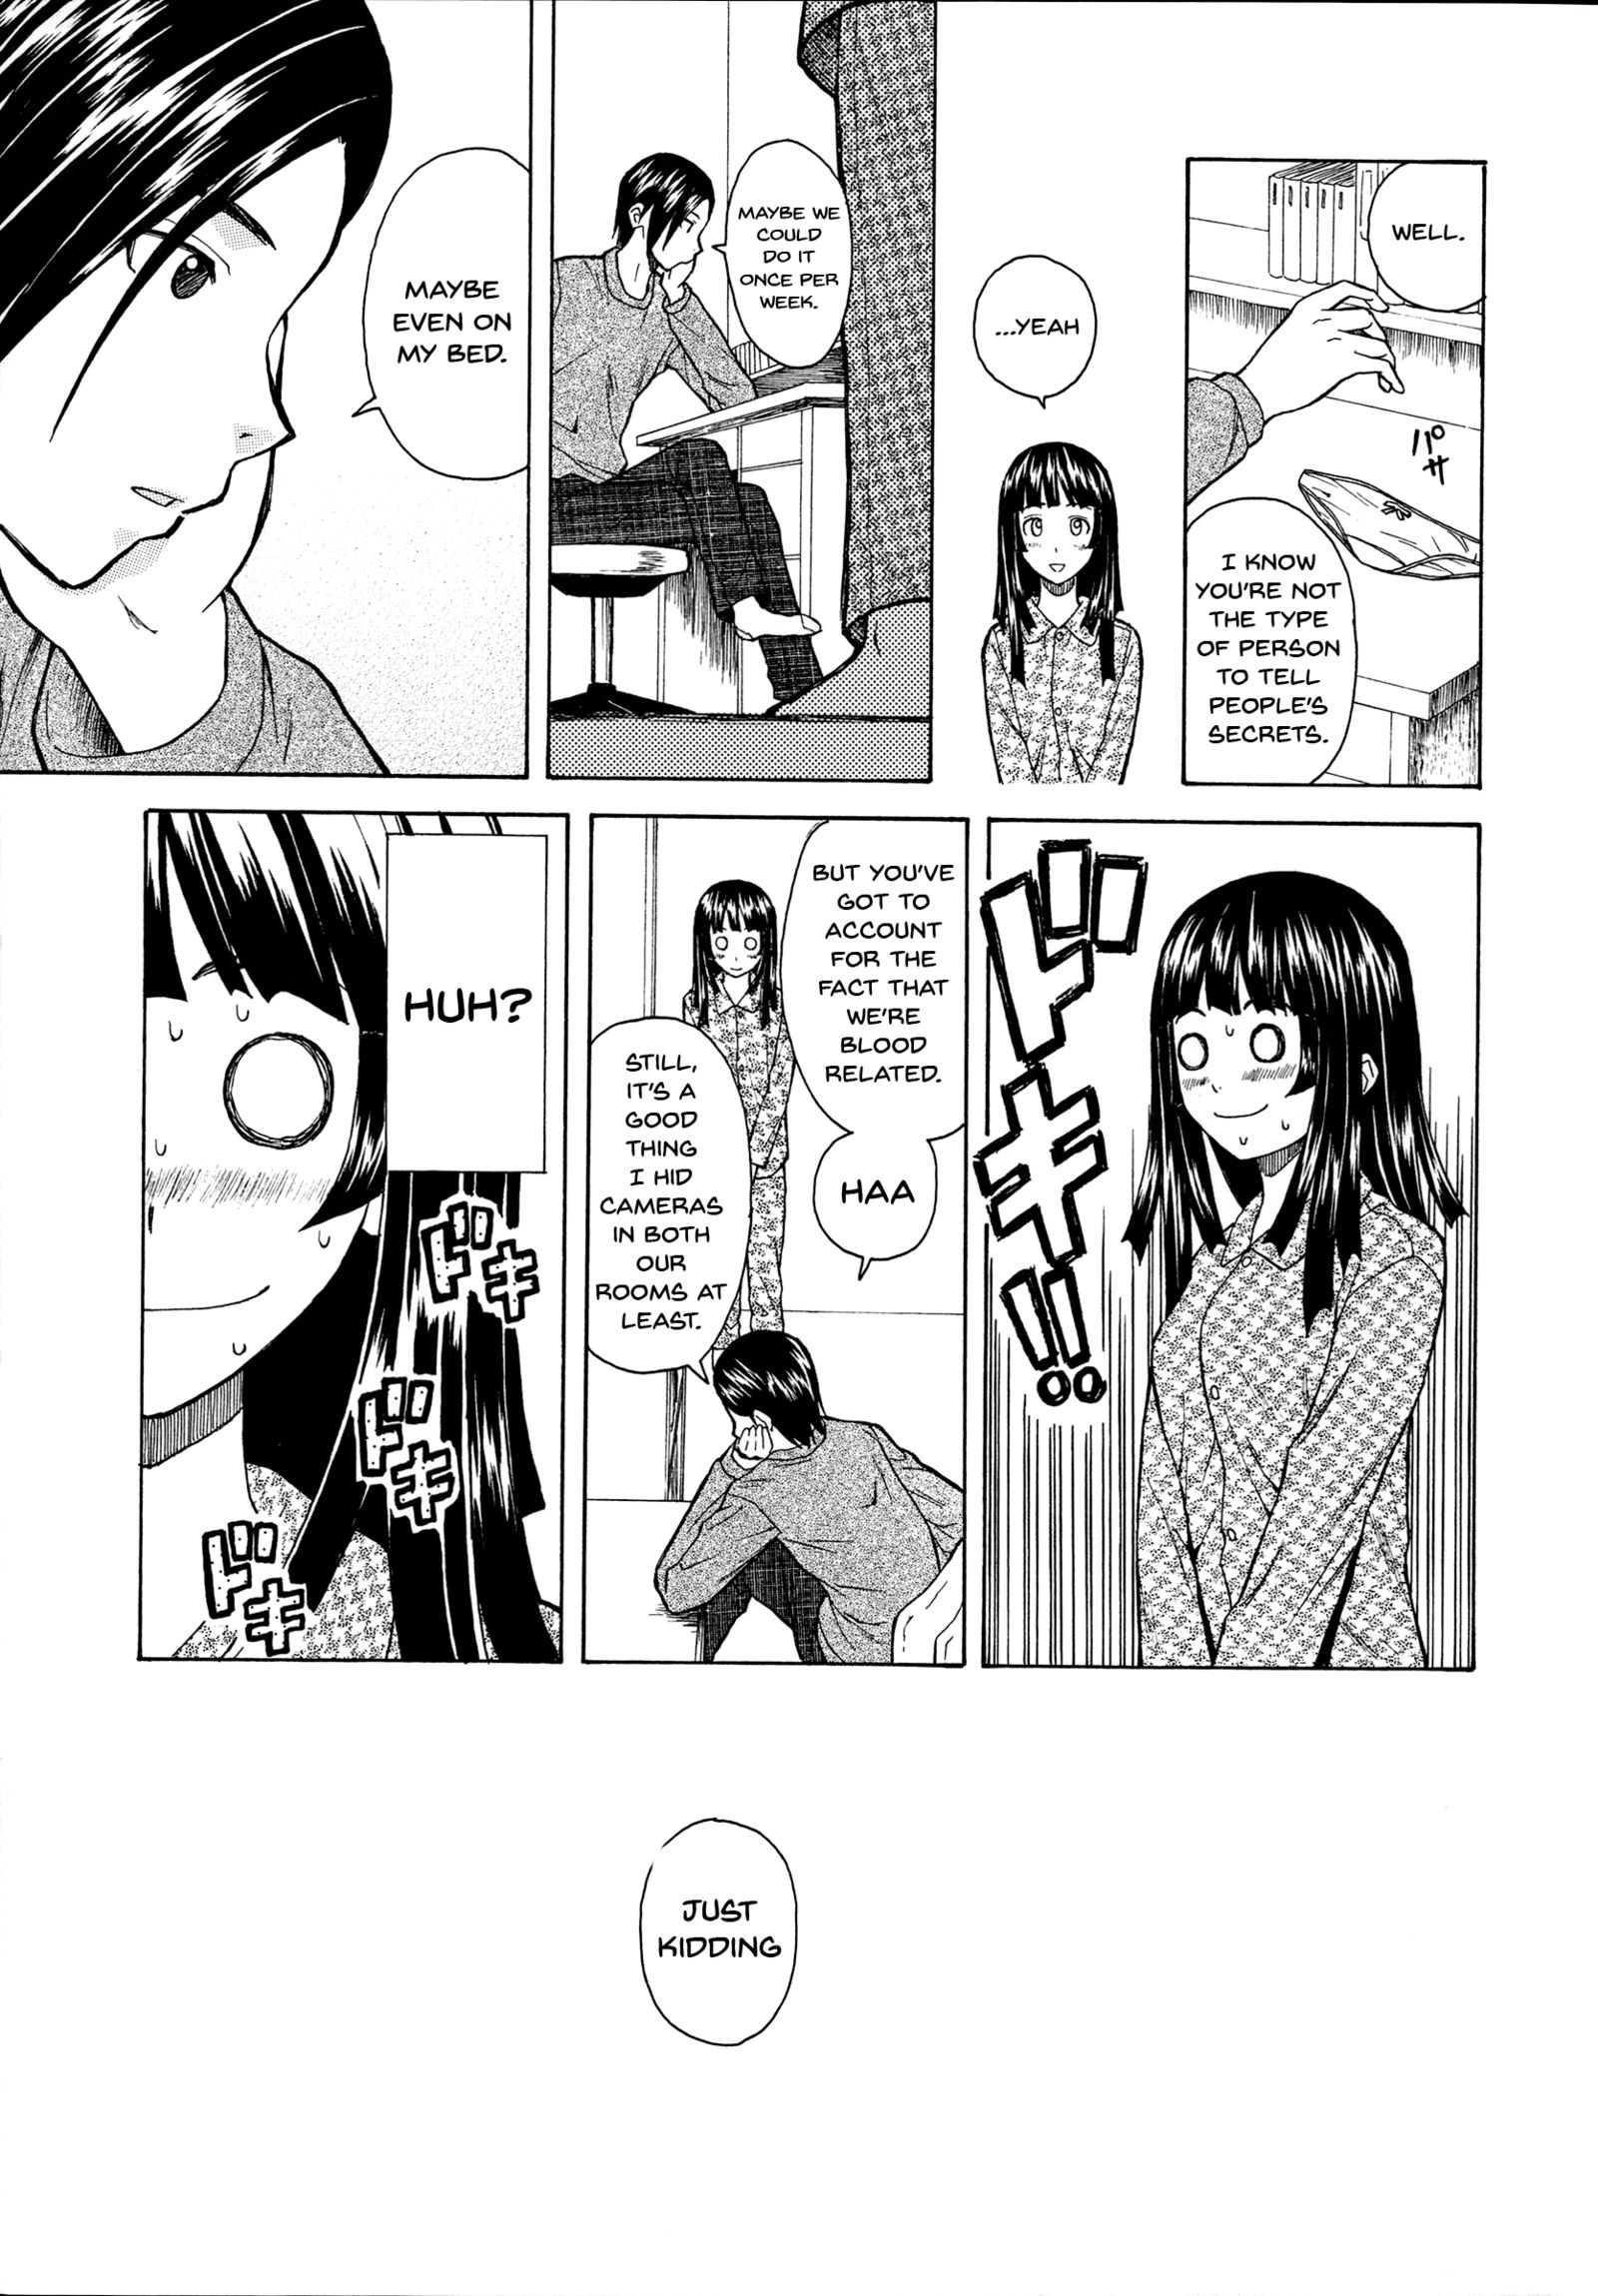 WELL.
パサ
I KNOW
YOU'RE NOT
THE TYPE
OF PERSON
TO TELL
PEOPLE'S
SECRETS.
...YEAH
MAYBE WE
COULD
DO IT
ONCE PER
WEEK.
MAYBE
EVEN ON
MY BED.
ドキ!!
BUT YOU'VE
GOT TO
ACCOUNT
FOR THE
FACT THAT
WE'RE
BLOOD
RELATED.
HAA
STILL,
IT'S A
GOOD
THING
I HID
CAMERAS
IN BOTH
OUR
ROOMS AT
LEAST.
HUH?
ドキ
ドキ
ドキ
JUST
KIDDING